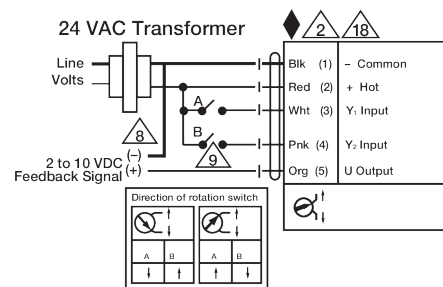 24 VAC Transformer
2
18
Line
Volts
Blk (1) – Common
Red (2) + Hot
A
Wht (3) Y1 Input
B
Pnk (4) Y2 Input
8
9
(–)
2 to 10 VDC
Feedback Signal (+)
Org (5) U Output
Direction of rotation switch
A B A B